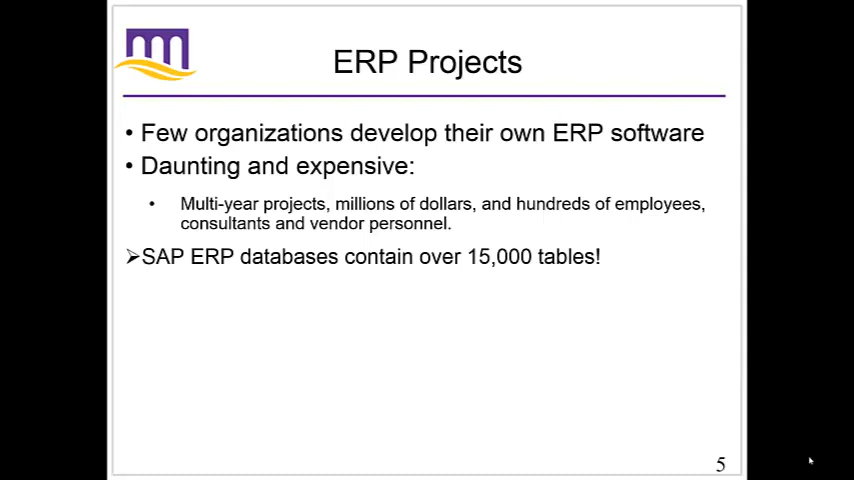 ERP Projects
• Few organizations develop their own ERP software
• Daunting and expensive:
• Multi-year projects, millions of dollars, and hundreds of employees,
consultants and vendor personnel.
➢SAP ERP databases contain over 15,000 tables!
5